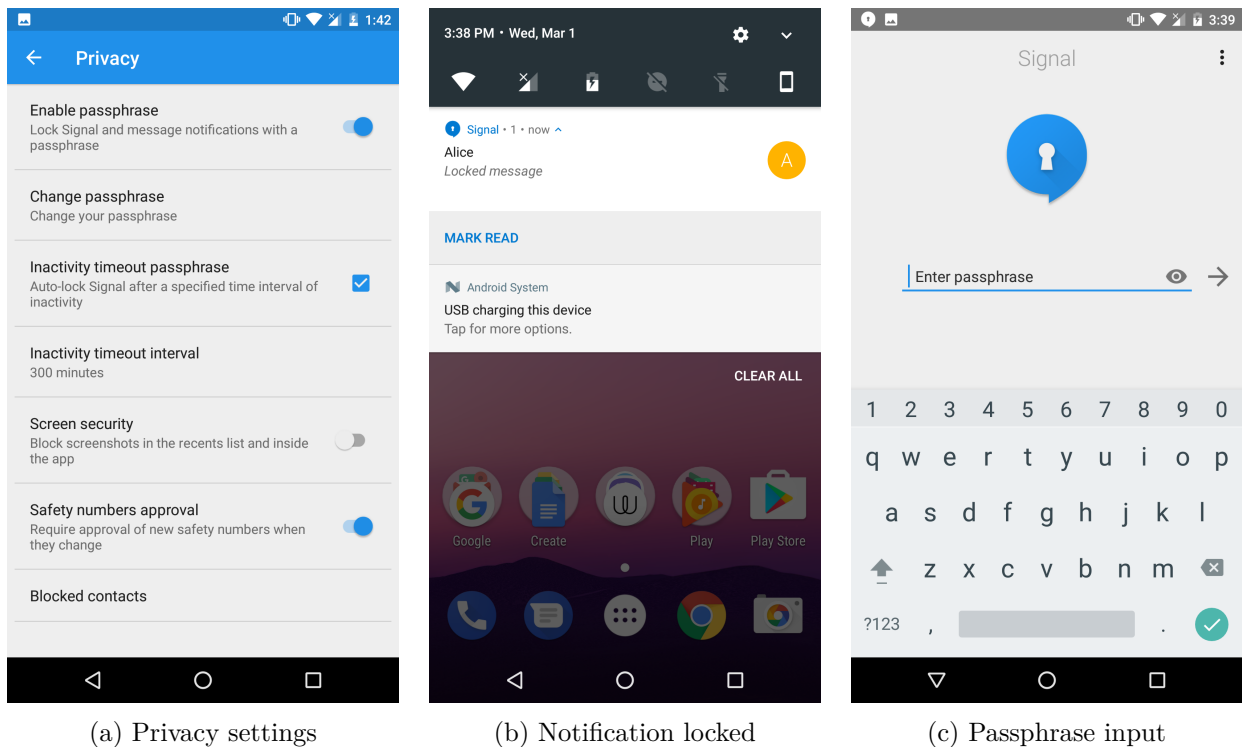 1:42
Privacy
Enable passphrase
Lock Signal and message notifications with a
passphrase
Change passphrase
Change your passphrase
Inactivity timeout passphrase
Auto-lock Signal after a specified time interval of
inactivity
Inactivity timeout interval
300 minutes
Screen security
Block screenshots in the recents list and inside
the app
Safety numbers approval
Require approval of new safety numbers when
they change
Blocked contacts
(a) Privacy settings
3:38 PM • Wed, Mar 1
Signal • 1 • now
Alice
A
Locked message
MARK READ
Android System
USB charging this device
Tap for more options.
CLEAR ALL
Google Create Play Play Store
(b) Notification locked
3:39
Signal
Enter passphrase
1 2 3 4 5 6 7 8 9 0
q w e r t y u i o p
a s d f g h j k l
z x c v b n m
?123 , .
(c) Passphrase input